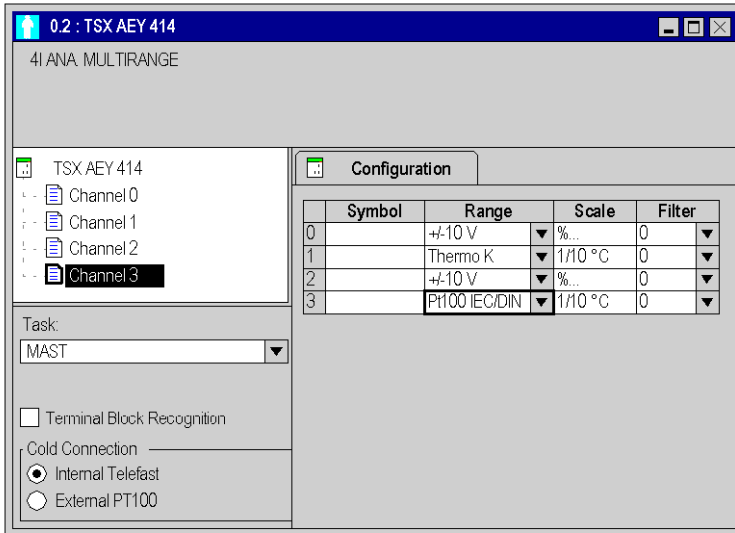 0.2 : TSX AEY 414
4I ANA. MULTIRANGE
TSX AEY 414
Channel 0
Channel 1
Channel 2
Channel 3
Task:
MAST
Terminal Block Recognition
Cold Connection
Internal Telefast
External PT100
Configuration
Symbol Range Scale Filter
0 +/-10 V %... 0
1 Thermo K 1/10 °C 0
2 +/-10 V %... 0
3 Pt100 IEC/DIN 1/10 °C 0